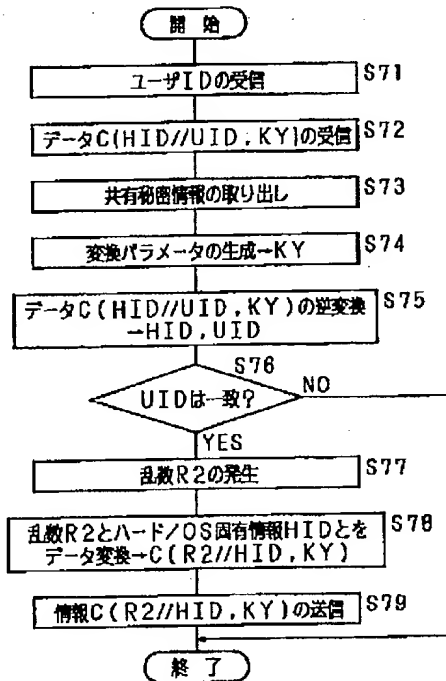 開 始
ユーザIDの受信 S71
データC(HID//UID,KY)の受信 S72
共有秘密情報の取り出し S73
変換パラメータの生成→KY S74
データC(HID//UID,KY)の逆変換 S75
→HID,UID
S76
UIDは一致? NO
YES
乱数R2の発生 S77
乱数R2とハード/OS固有情報HIDとを S78
データ変換→C(R2//HID,KY)
情報C(R2//HID,KY)の送信 S79
終 了